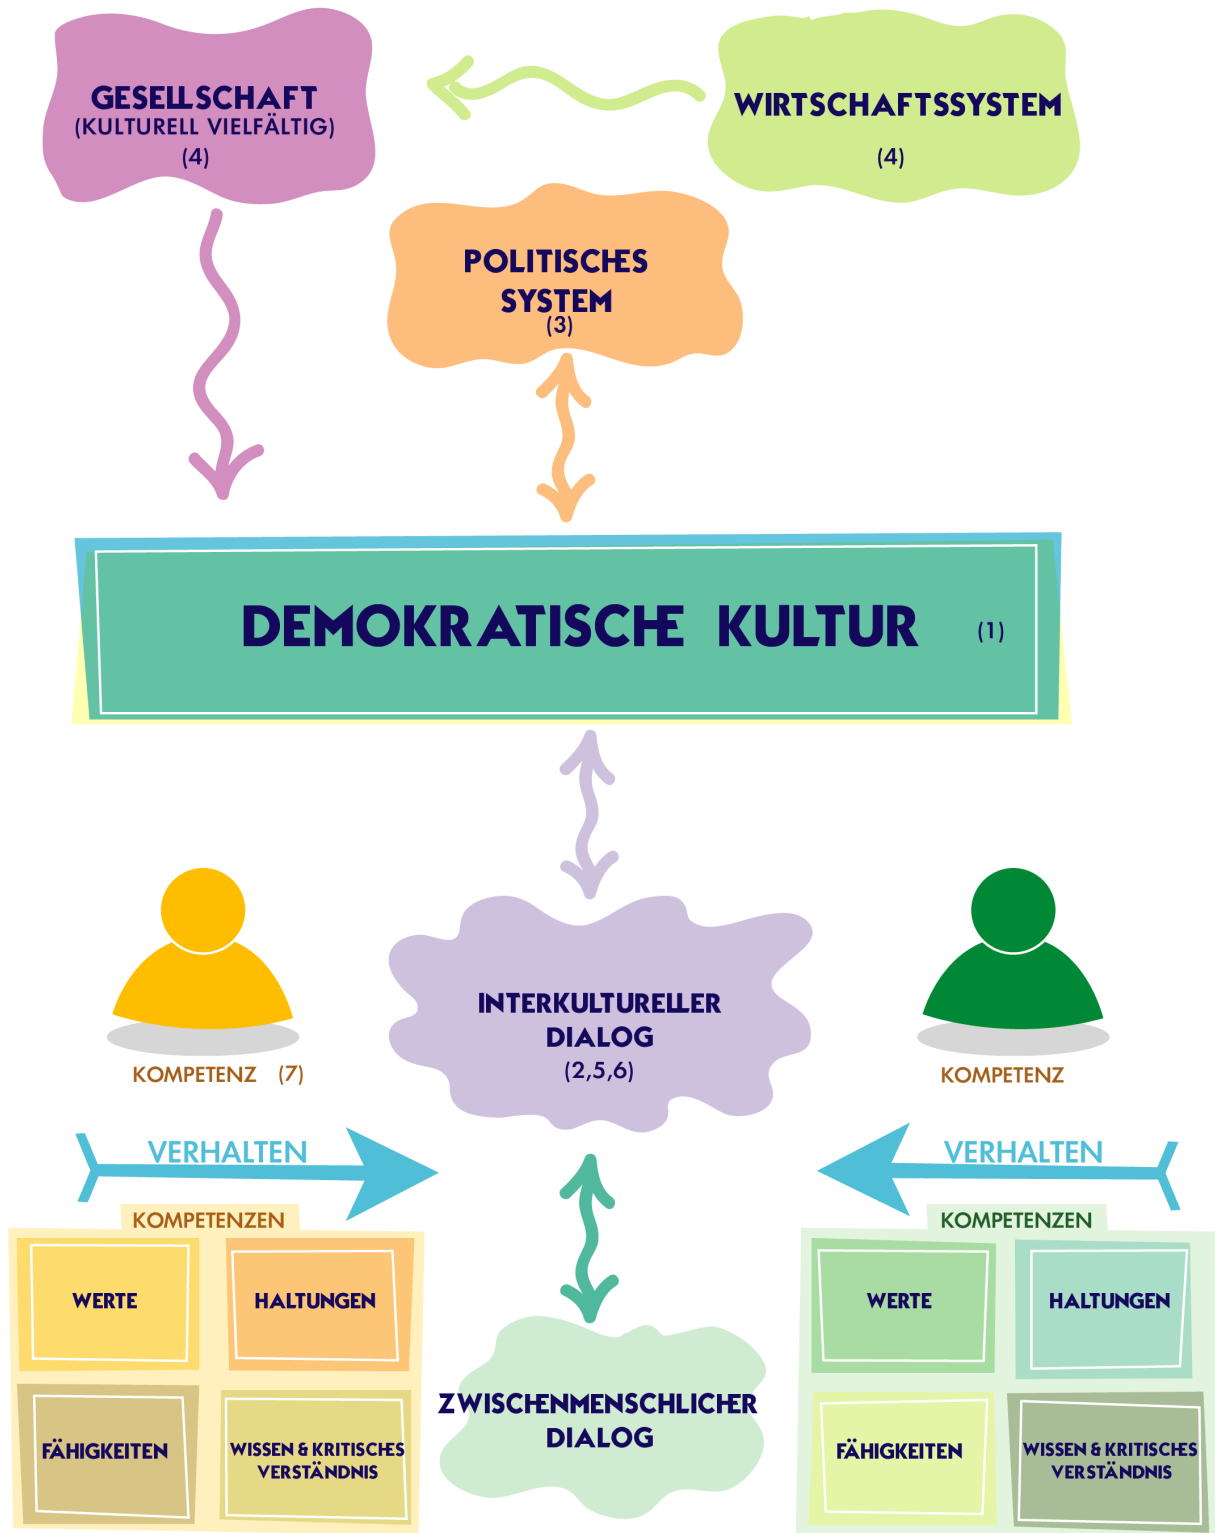 GESELLSCHAFT
(KULTURELL VIELFÄLTIG)
(4)
WIRTSCHAFTSSYSTEM
(4)
POLITISCHES
SYSTEM
(3)
DEMOKRATISCHE KULTUR (1)
INTERKULTURELLER
DIALOG
(2,5,6)
KOMPETENZ (7)
KOMPETENZ
VERHALTEN
VERHALTEN
KOMPETENZEN
WERTE
HALTUNGEN
FÄHIGKEITEN
WISSEN & KRITISCHES
VERSTÄNDNIS
ZWISCHENMENSCHLICHER
DIALOG
KOMPETENZEN
WERTE
HALTUNGEN
FÄHIGKEITEN
WISSEN & KRITISCHES
VERSTÄNDNIS